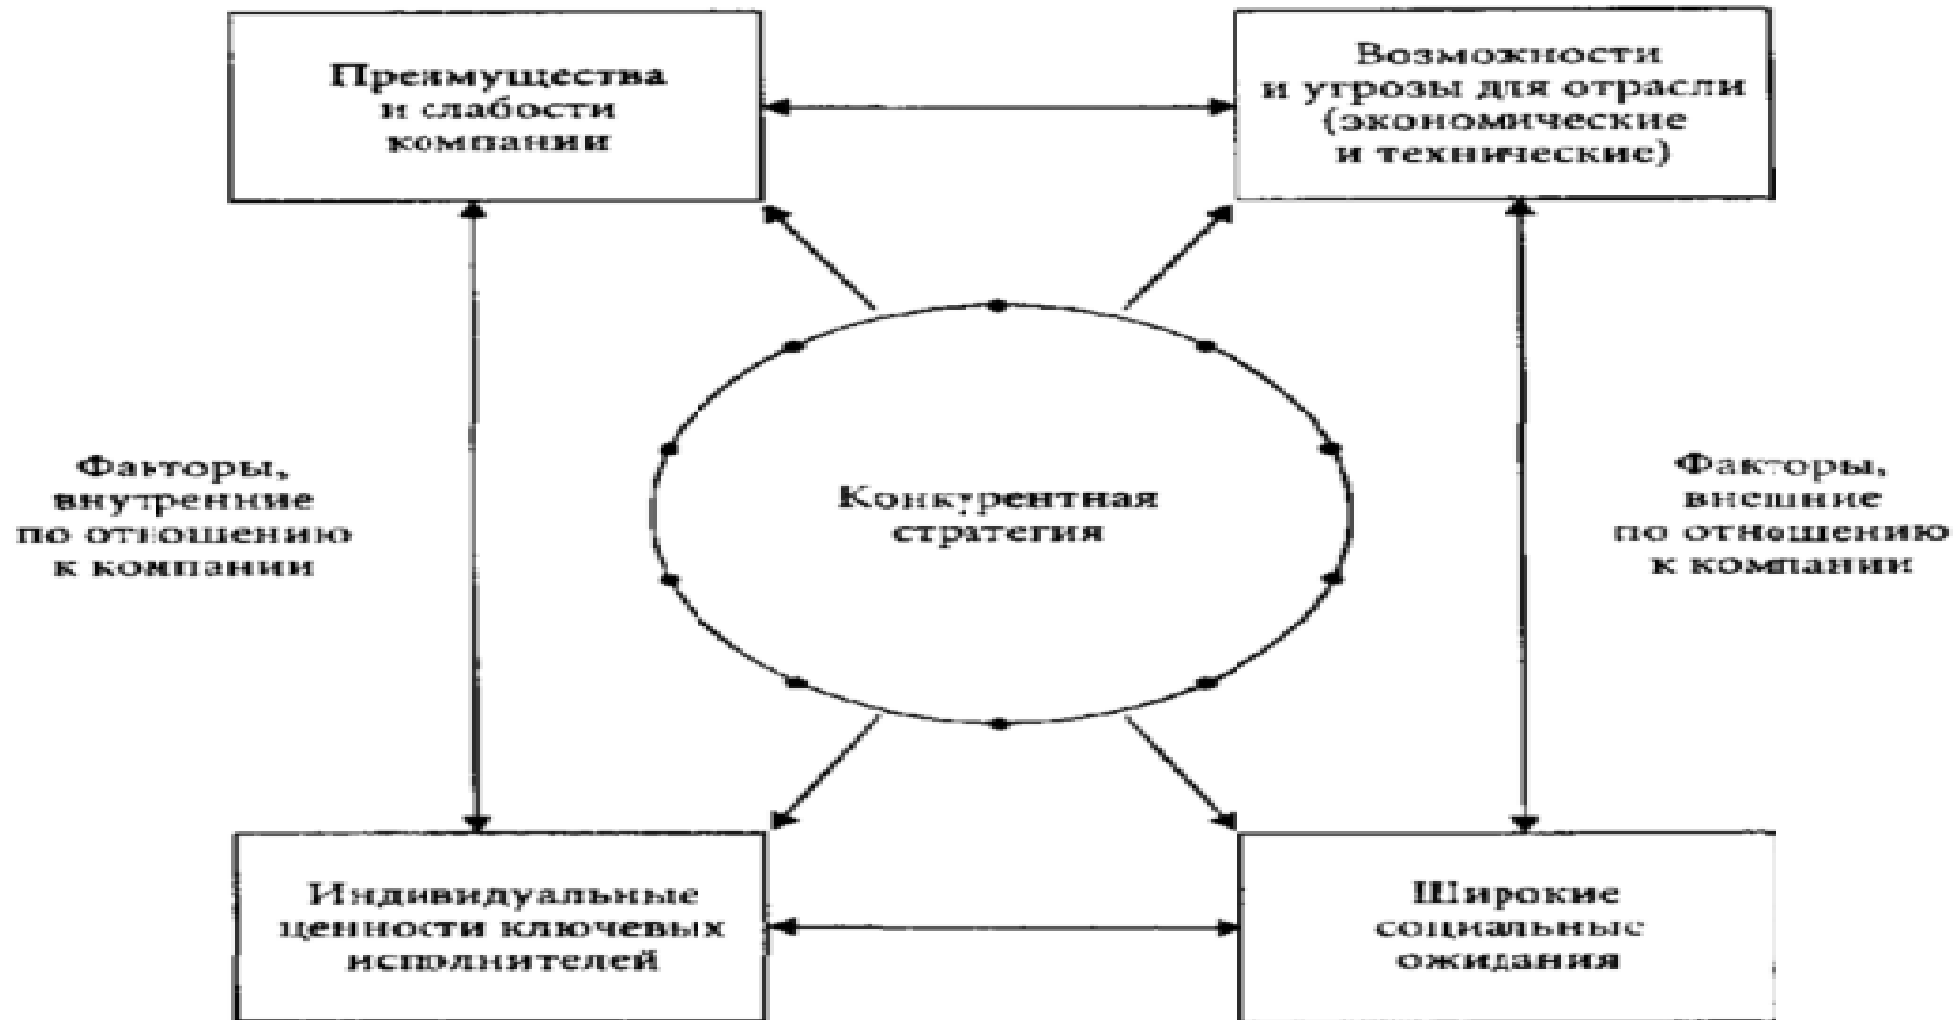 Преимущества
и слабости
компании
Возможности
и угрозы для отрасли
(экономические
и технические)
Факторы,
внутренние
по отношению
к компании
Конкурентная
стратегия
Факторы,
внешние
по отношению
к компании
Индивидуальные
ценности ключевых
исполнителей
Широкие
социальные
ожидания